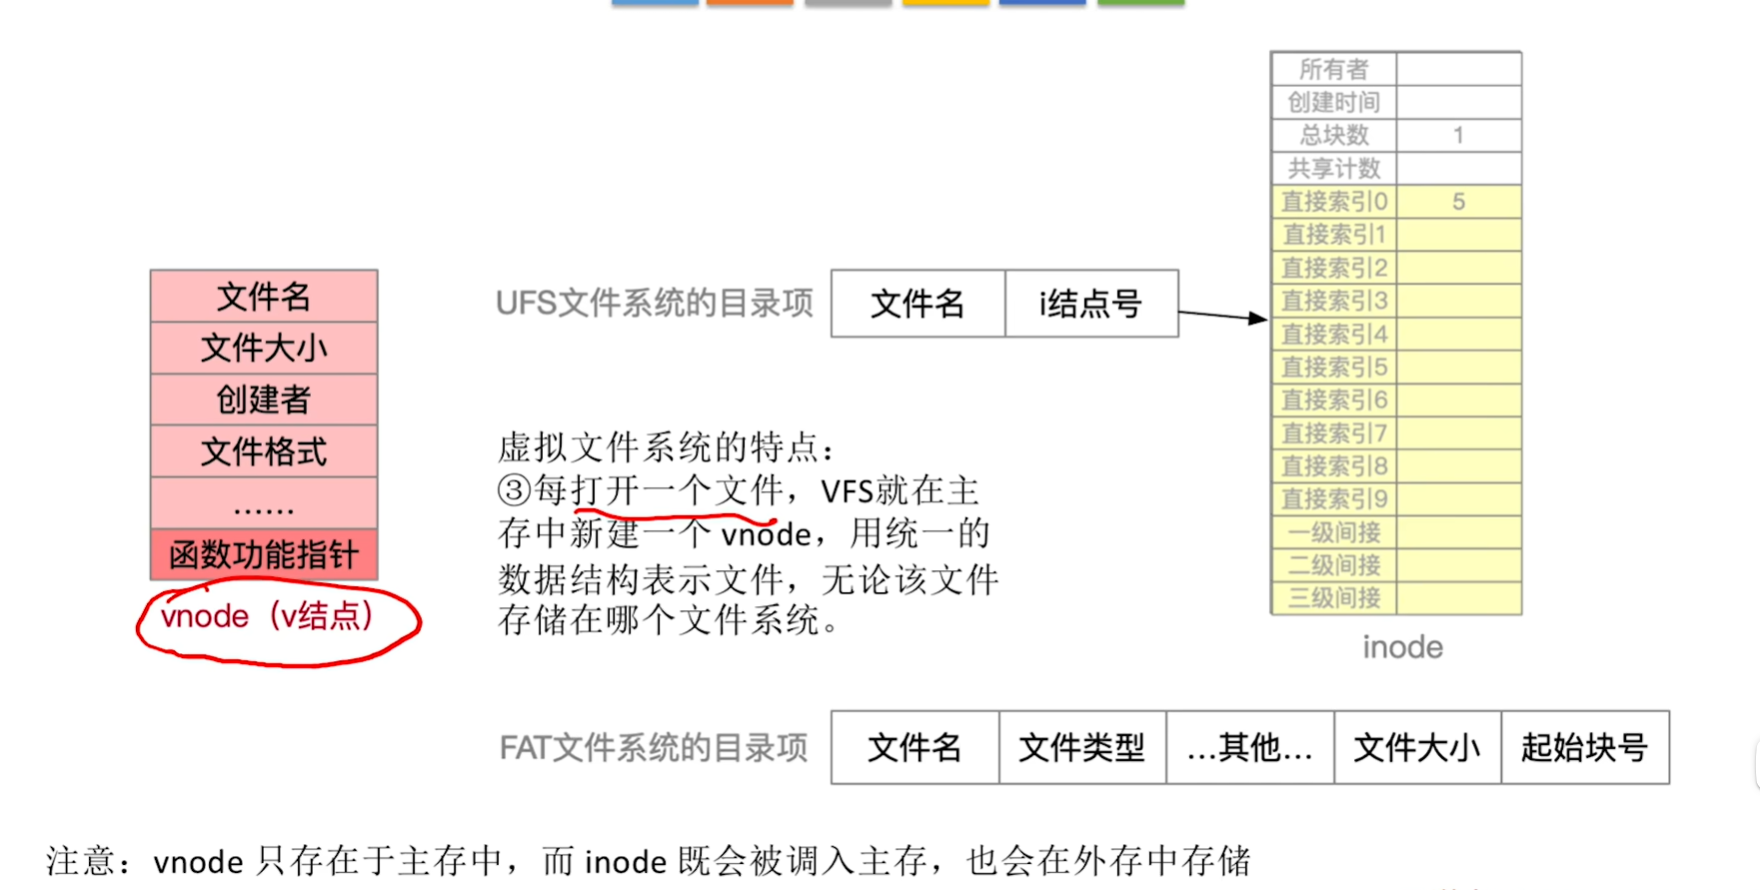 文件名
文件大小
创建者
文件格式
……
函数功能指针
vnode（v结点）
UFS文件系统的目录项
文件名 i结点号
虚拟文件系统的特点：
③每打开一个文件，VFS就在主
存中新建一个 vnode，用统一的
数据结构表示文件，无论该文件
存储在哪个文件系统。
所有者
创建时间
总块数 1
共享计数
直接索引0 5
直接索引1
直接索引2
直接索引3
直接索引4
直接索引5
直接索引6
直接索引7
直接索引8
直接索引9
一级间接
二级间接
三级间接
inode
FAT文件系统的目录项
文件名 文件类型 …其他… 文件大小 起始块号
注意：vnode 只存在于主存中，而 inode 既会被调入主存，也会在外存中存储